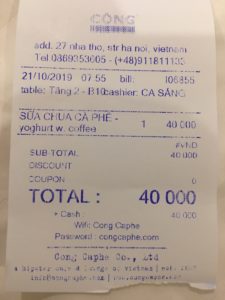 CỘNG
add. 27 nha tho, str ha noi, vietnam
Tel 0869353005 - (+48)911811133
21/10/2019 07:55 bill: I06855
table: Tầng 2 - B10 cashier: CA SÁNG
SỮA CHUA CÀ PHÊ - 1 40 000
yoghurt w. coffee
#VND
SUB-TOTAL 40 000
DISCOUNT
COUPON 0
TOTAL : 40 000
+ Cash 40 000
Wifi: Cong Caphe
Password : congcaphe.com
Cong Caphe Co., Ltd